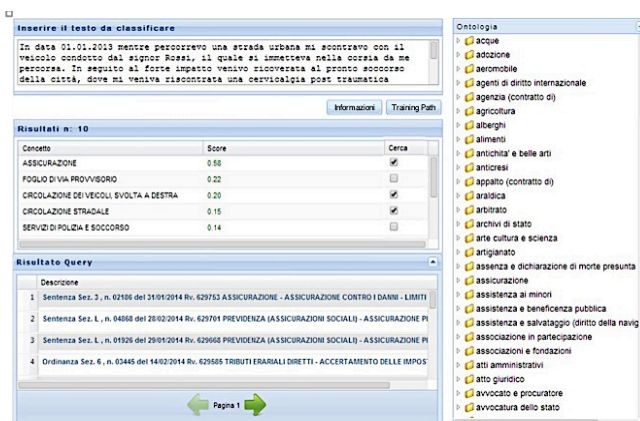 Inserire il testo da classificare
In data 01.01.2013 mentre percorrevo una strada urbana mi scontravo con il
veicolo condotto dal signor Rossi, il quale si immetteva nella corsia da me
percorsa. In seguito al forte impatto venivo ricoverata al pronto soccorso
della città, dove mi veniva riscontrata una cervicalgia post traumatica
Informazioni Training Path
Risultati n: 10
Concetto Score Cerca
ASSICURAZIONE 0.58
FOGLIO DI VIA PROVVISORIO 0.22
CIRCOLAZIONE DEI VEICOLI, SVOLTA A DESTRA 0.20
CIRCOLAZIONE STRADALE 0.15
SERVIZI DI POLIZIA E SOCCORSO 0.14
Risultato Query
Descrizione
1 Sentenza Sez. 3 , n. 02186 del 31/01/2014 Rv. 629753 ASSICURAZIONE - ASSICURAZIONE CONTRO I DANNI - LIMITI
2 Sentenza Sez. L , n. 04868 del 28/02/2014 Rv. 629701 PREVIDENZA (ASSICURAZIONI SOCIALI) - ASSICURAZIONE
3 Sentenza Sez. L , n. 01926 del 29/01/2014 Rv. 629668 PREVIDENZA (ASSICURAZIONI SOCIALI) - ASSICURAZIONE
4 Ordinanza Sez. 6 , n. 03445 del 14/02/2014 Rv. 629585 TRIBUTI ERARIALI DIRETTI - ACCERTAMENTO DELLE IMPOS
Pagina 1
Ontologia
acque
adozione
aeromobile
agenti di diritto internazionale
agenzia (contratto di)
agricoltura
alberghi
alimenti
antichita' e belle arti
anticresi
appalto (contratto di)
araldica
arbitrato
archivi di stato
arte cultura e scienza
artigianato
assenza e dichiarazione di morte presunta
assicurazione
assistenza ai minori
assistenza e beneficenza pubblica
assistenza e salvataggio (diritto della navig
associazione in partecipazione
associazioni e fondazioni
atti amministrativi
atto giuridico
avvocato e procuratore
avvocatura dello stato